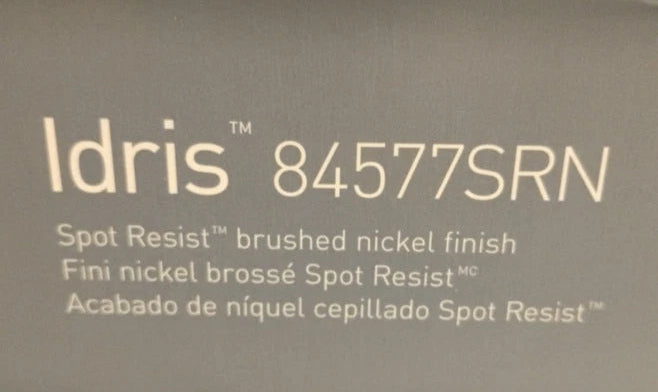 Idris™ 84577SRN
Spot Resist™ brushed nickel finish
Fini nickel brossé Spot Resist ᴹᶜ
Acabado de níquel cepillado Spot Resist™